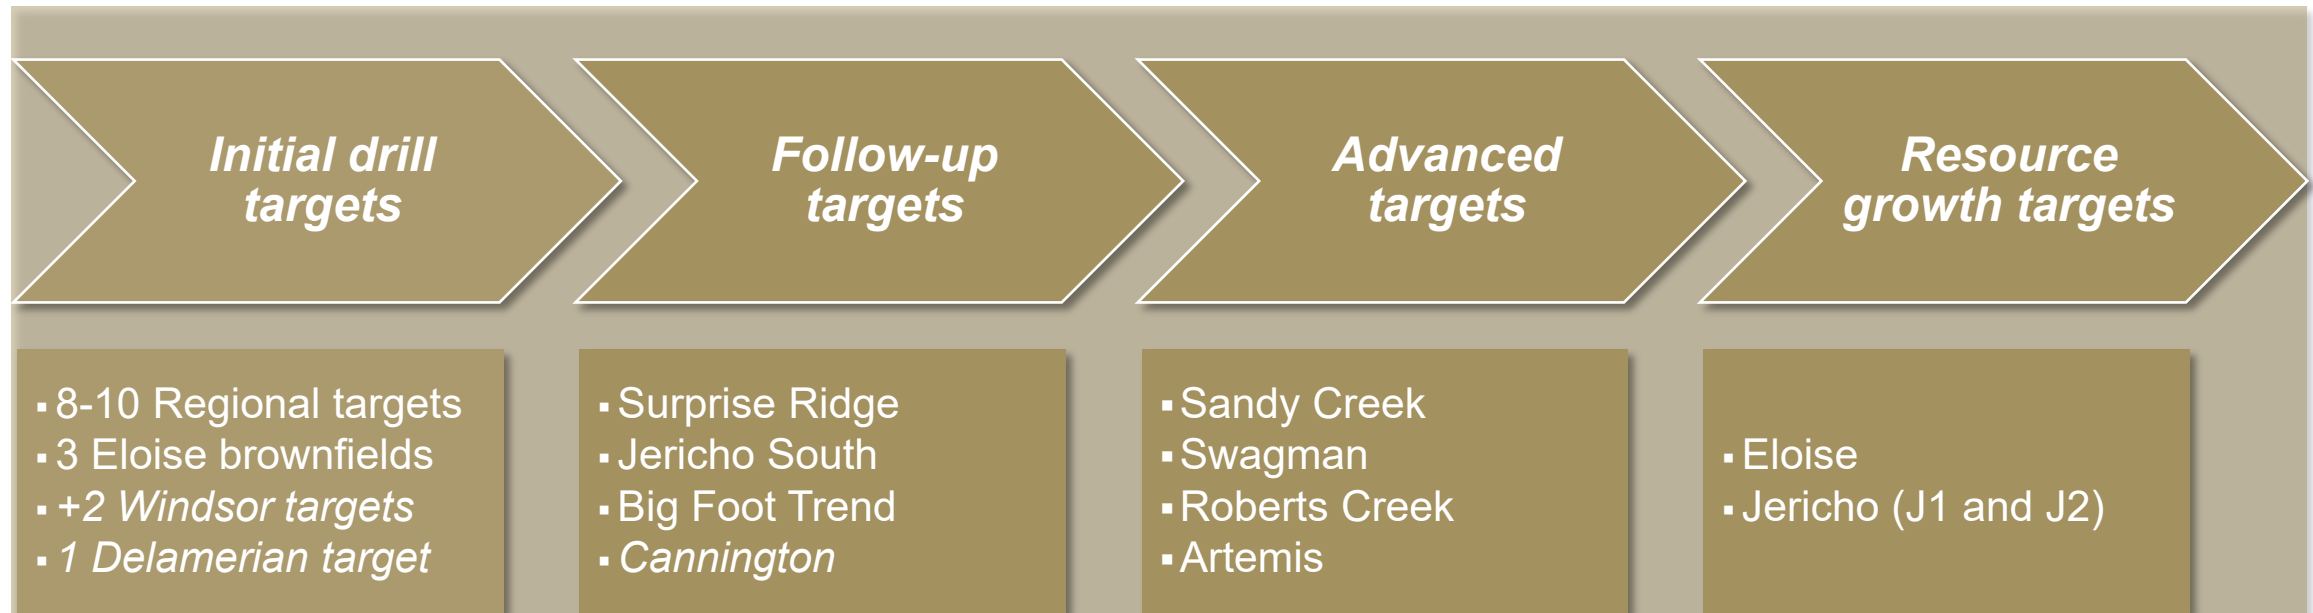 Initial drill
targets
Follow-up
targets
Advanced
targets
Resource
growth targets
▪ 8-10 Regional targets
▪ 3 Eloise brownfields
▪ +2 Windsor targets
▪ 1 Delamerian target
▪ Surprise Ridge
▪ Jericho South
▪ Big Foot Trend
▪ Cannington
▪ Sandy Creek
▪ Swagman
▪ Roberts Creek
▪ Artemis
▪ Eloise
▪ Jericho (J1 and J2)